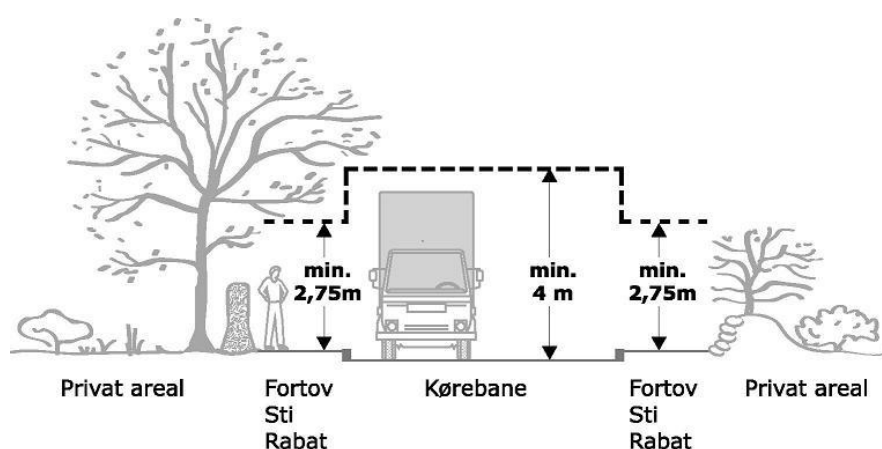 min.
2,75m
min.
4 m
min.
2,75m
Privat areal
Fortov
Sti
Rabat
Kørebane
Fortov
Sti
Rabat
Privat areal